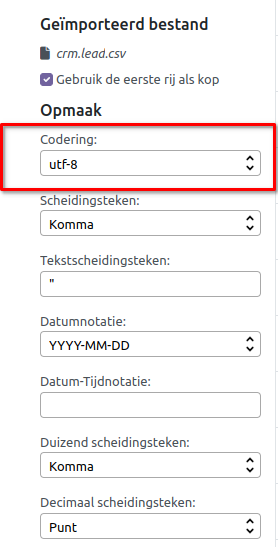 Geïmporteerd bestand
crm.lead.csv
Gebruik de eerste rij als kop
Opmaak
Codering:
utf-8
Scheidingsteken:
Komma
Tekstscheidingsteken:
"
Datumnotatie:
YYYY-MM-DD
Datum-Tijdnotatie:
Duizend scheidingsteken:
Komma
Decimaal scheidingsteken:
Punt